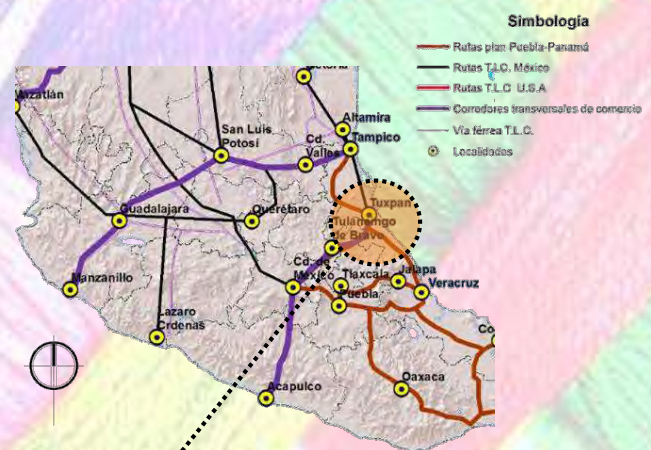 Simbología
Rutas plan Puebla-Panamá
Rutas T.L.C. México
Rutas T.L.C U.S.A
Corredores transversales de comercio
Vía férrea T.L.C.
Localidades
Mazatlán
Altamira
Tampico
San Luis
Potosí
Cd.
Valles
Tuxpan
Guadalajara
Querétaro
Tulancingo
de Bravo
Cd. de
México
Tlaxcala
Jalapa
Manzanillo
Puebla
Veracruz
Lazaro
Crdenas
Co
Acapulco
Oaxaca